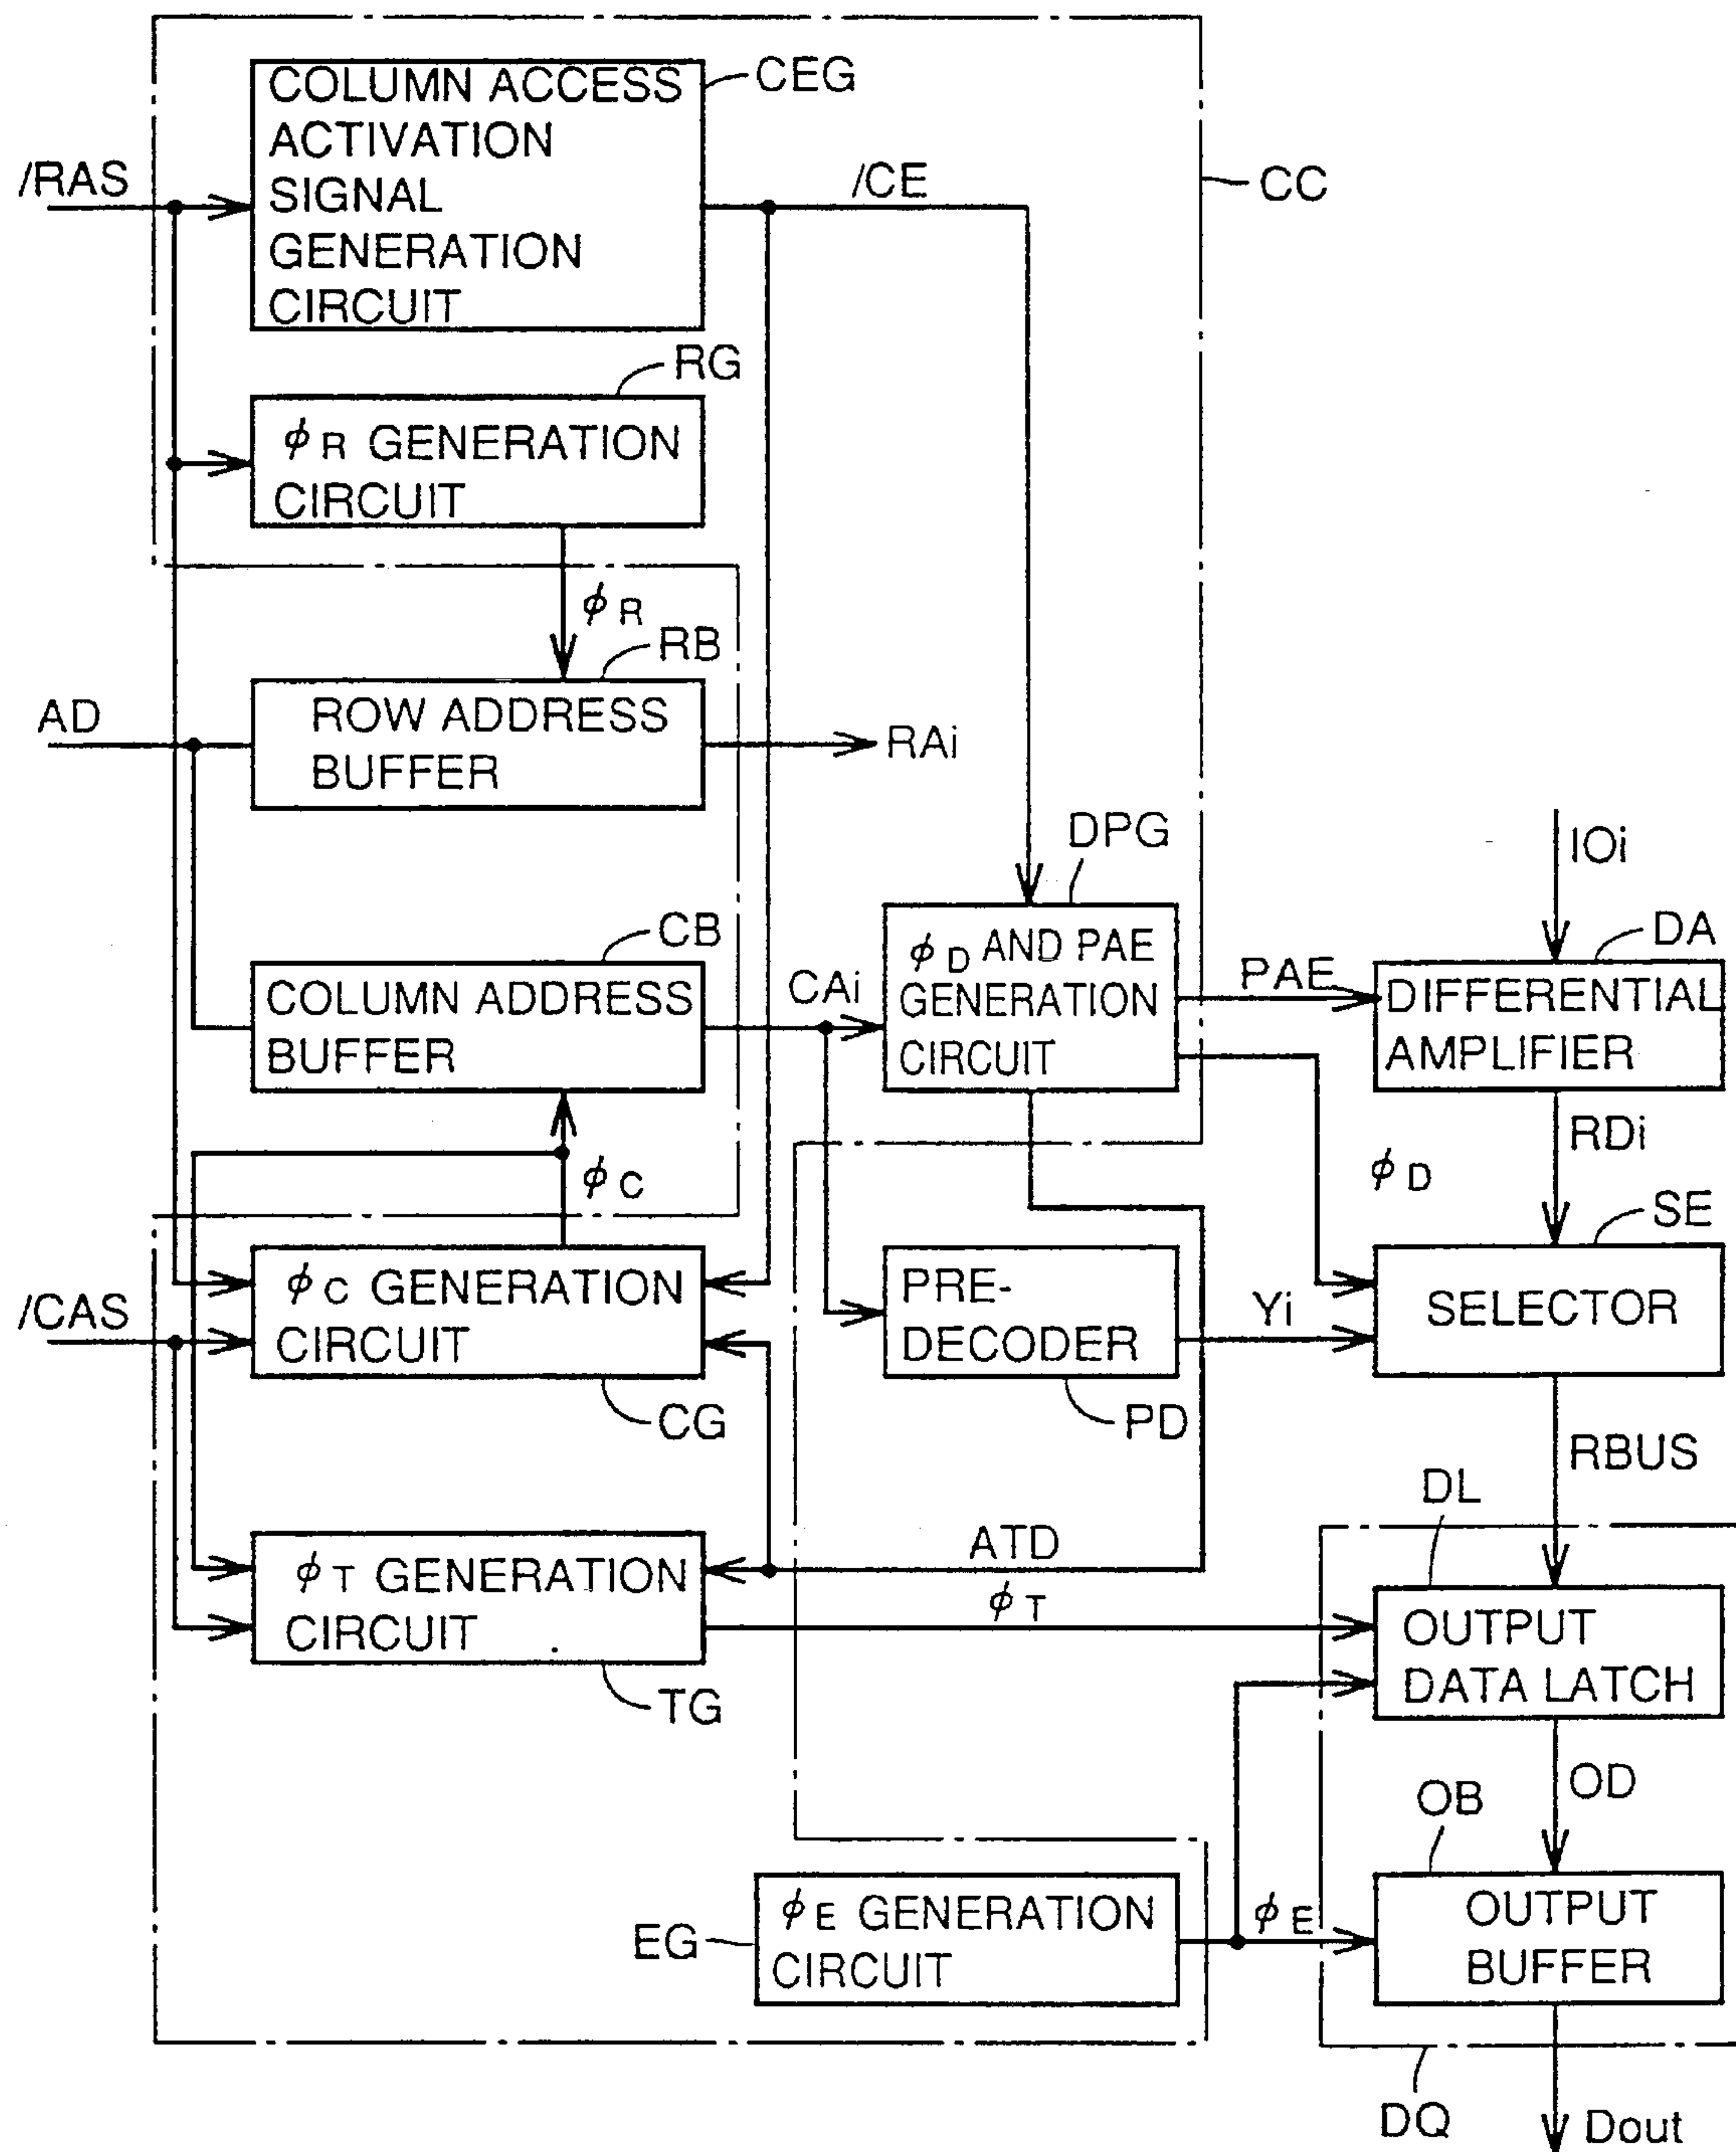 COLUMN ACCESS
ACTIVATION
SIGNAL
GENERATION
CIRCUIT
CEG
/RAS
/CE
CC
RG
ϕR GENERATION
CIRCUIT
ϕR
RB
AD
ROW ADDRESS
BUFFER
RAi
DPG
IOi
CB
COLUMN ADDRESS
BUFFER
CAi
ϕD AND PAE
GENERATION
CIRCUIT
PAE
DA
DIFFERENTIAL
AMPLIFIER
RDi
ϕC
ϕD
SE
/CAS
ϕC GENERATION
CIRCUIT
CG
PRE-
DECODER
PD
Yi
SELECTOR
RBUS
DL
ATD
ϕT GENERATION
CIRCUIT
TG
ϕT
OUTPUT
DATA LATCH
OD
OB
EG
ϕE GENERATION
CIRCUIT
ϕE
OUTPUT
BUFFER
DQ
Dout